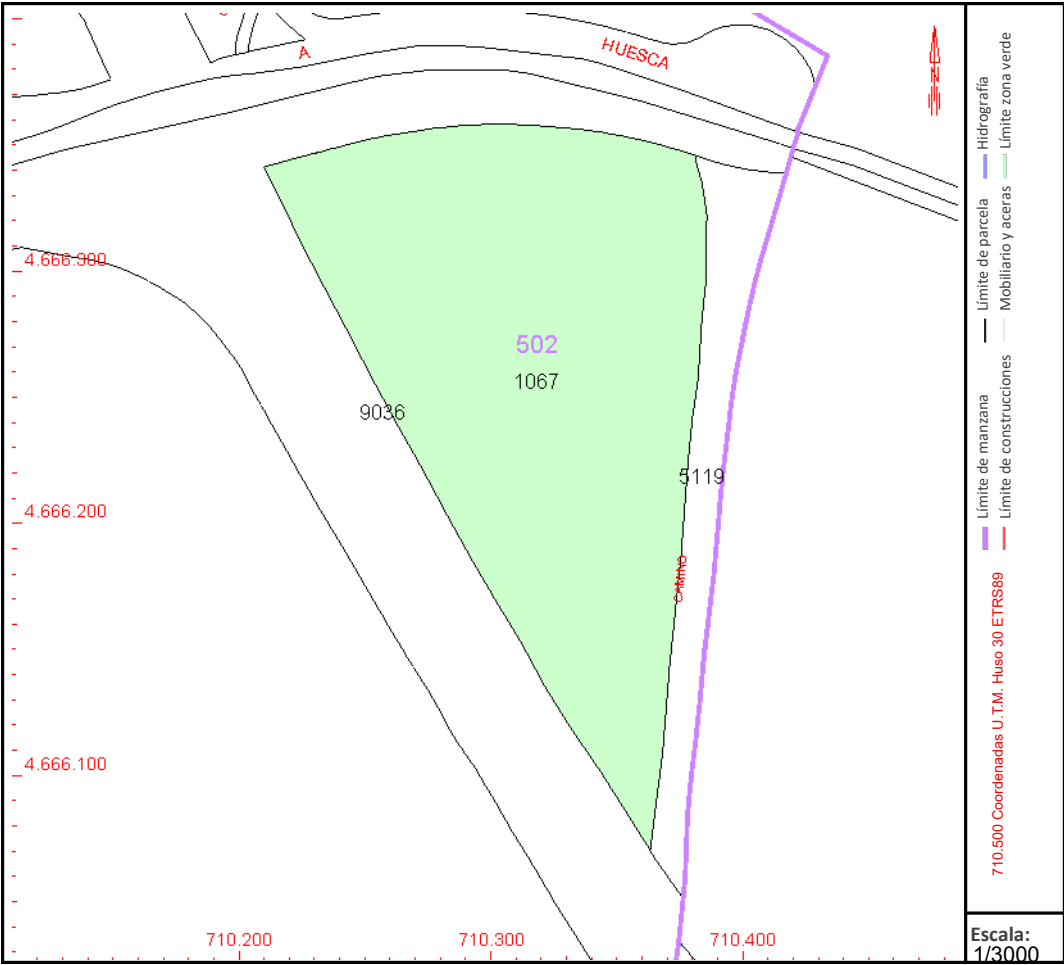 A
HUESCA
N
4.666.300
502
1067
9036
5119
4.666.200
CAMINO
4.666.100
710.200
710.300
710.400
710.500 Coordenadas U.T.M. Huso 30 ETRS89
Límite de manzana
Límite de parcela
Hidrografía
Límite de construcciones
Mobiliario y aceras
Límite zona verde
Escala:
1/3000